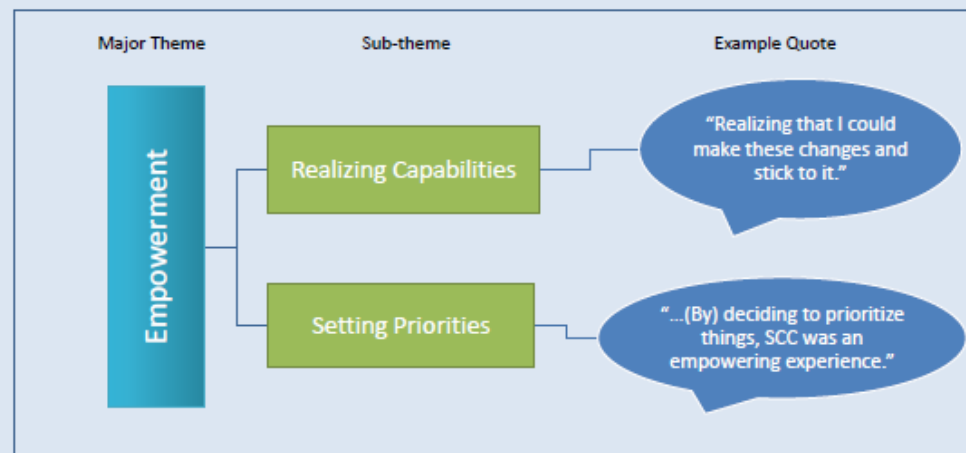 Major Theme
Sub-theme
Example Quote
Empowerment
Realizing Capabilities
“Realizing that I could
make these changes and
stick to it.”
Setting Priorities
“...(By) deciding to prioritize
things, SCC was an
empowering experience.”